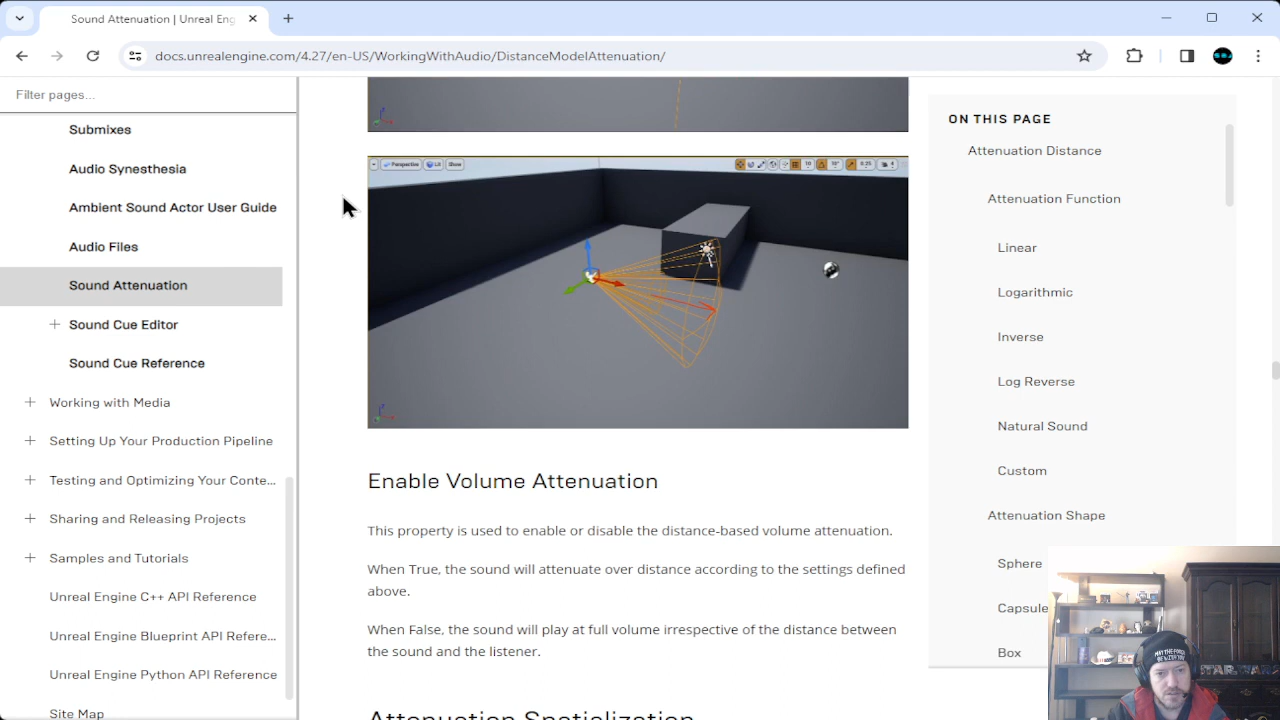 Sound Attenuation | Unreal Eng
docs.unrealengine.com/4.27/en-US/WorkingWithAudio/DistanceModelAttenuation/
Filter pages...
Submixes
Audio Synesthesia
Ambient Sound Actor User Guide
Audio Files
Sound Attenuation
Sound Cue Editor
Sound Cue Reference
Working with Media
Setting Up Your Production Pipeline
Testing and Optimizing Your Conte...
Sharing and Releasing Projects
Samples and Tutorials
Unreal Engine C++ API Reference
Unreal Engine Blueprint API Refere...
Unreal Engine Python API Reference
Site Map
Perspective Lit Show
Enable Volume Attenuation
This property is used to enable or disable the distance-based volume attenuation.
When True, the sound will attenuate over distance according to the settings defined
above.
When False, the sound will play at full volume irrespective of the distance between
the sound and the listener.
Attenuation Spatialization
ON THIS PAGE
Attenuation Distance
Attenuation Function
Linear
Logarithmic
Inverse
Log Reverse
Natural Sound
Custom
Attenuation Shape
Sphere
Capsule
Box
STAR WARS